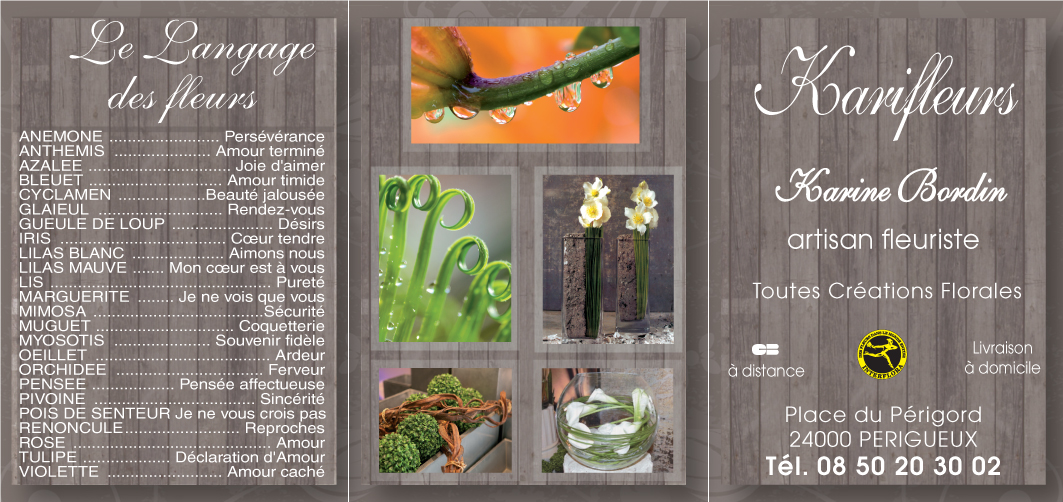 Le Langage
des fleurs
ANEMONE ........................ Persévérance
ANTHEMIS ..................... Amour terminé
AZALEE ............................... Joie d'aimer
BLEUET .............................. Amour timide
CYCLAMEN ...................Beauté jalousée
GLAIEUL ........................... Rendez-vous
GUEULE DE LOUP ...................... Désirs
IRIS .................................... Cœur tendre
LILAS BLANC .................... Aimons nous
LILAS MAUVE ....... Mon cœur est à vous
LIS ................................................ Pureté
MARGUERITE ........ Je ne vois que vous
MIMOSA ..................................... Sécurité
MUGUET .............................. Coquetterie
MYOSOTIS ..................... Souvenir fidèle
OEILLET ........................................ Ardeur
ORCHIDEE ................................ Ferveur
PENSEE .................. Pensée affectueuse
PIVOINE ................................... Sincérité
POIS DE SENTEUR Je ne vous crois pas
RENONCULE.......................... Reproches
ROSE ........................................... Amour
TULIPE .................... Déclaration d'Amour
VIOLETTE ......................... Amour caché
Karifleurs
Karine Bordin
artisan fleuriste
Toutes Créations Florales
CB
à distance
INTERFLORA
Livraison
à domicile
Place du Périgord
24000 PERIGUEUX
Tél. 08 50 20 30 02